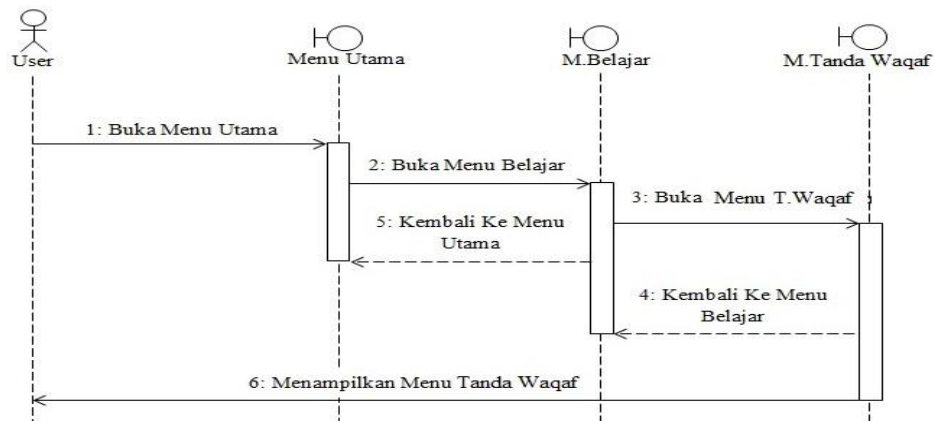 User
Menu Utama
M.Belajar
M.Tanda Waqaf
1: Buka Menu Utama
2: Buka Menu Belajar
3: Buka Menu T.Waqaf
5: Kembali Ke Menu
Utama
4: Kembali Ke Menu
Belajar
6: Menampilkan Menu Tanda Waqaf